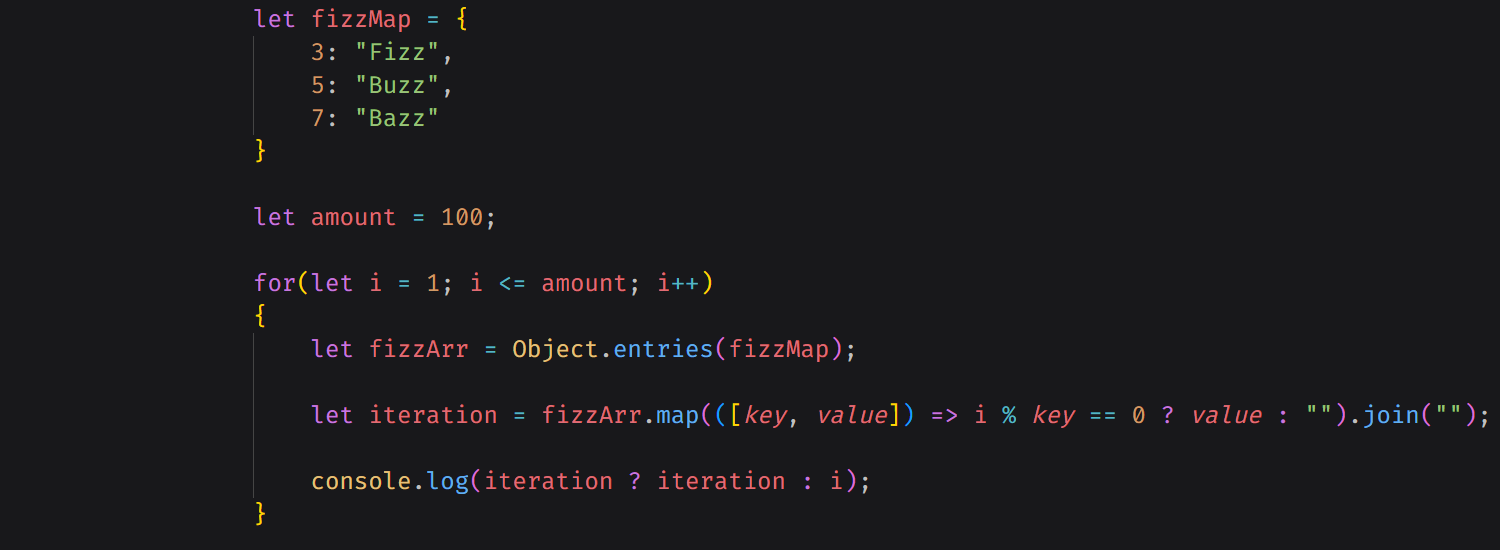 let fizzMap = {
    3: "Fizz",
    5: "Buzz",
    7: "Bazz"
}

let amount = 100;

for(let i = 1; i <= amount; i++)
{
    let fizzArr = Object.entries(fizzMap);

    let iteration = fizzArr.map(([key, value]) => i % key == 0 ? value : "").join("");

    console.log(iteration ? iteration : i);
}